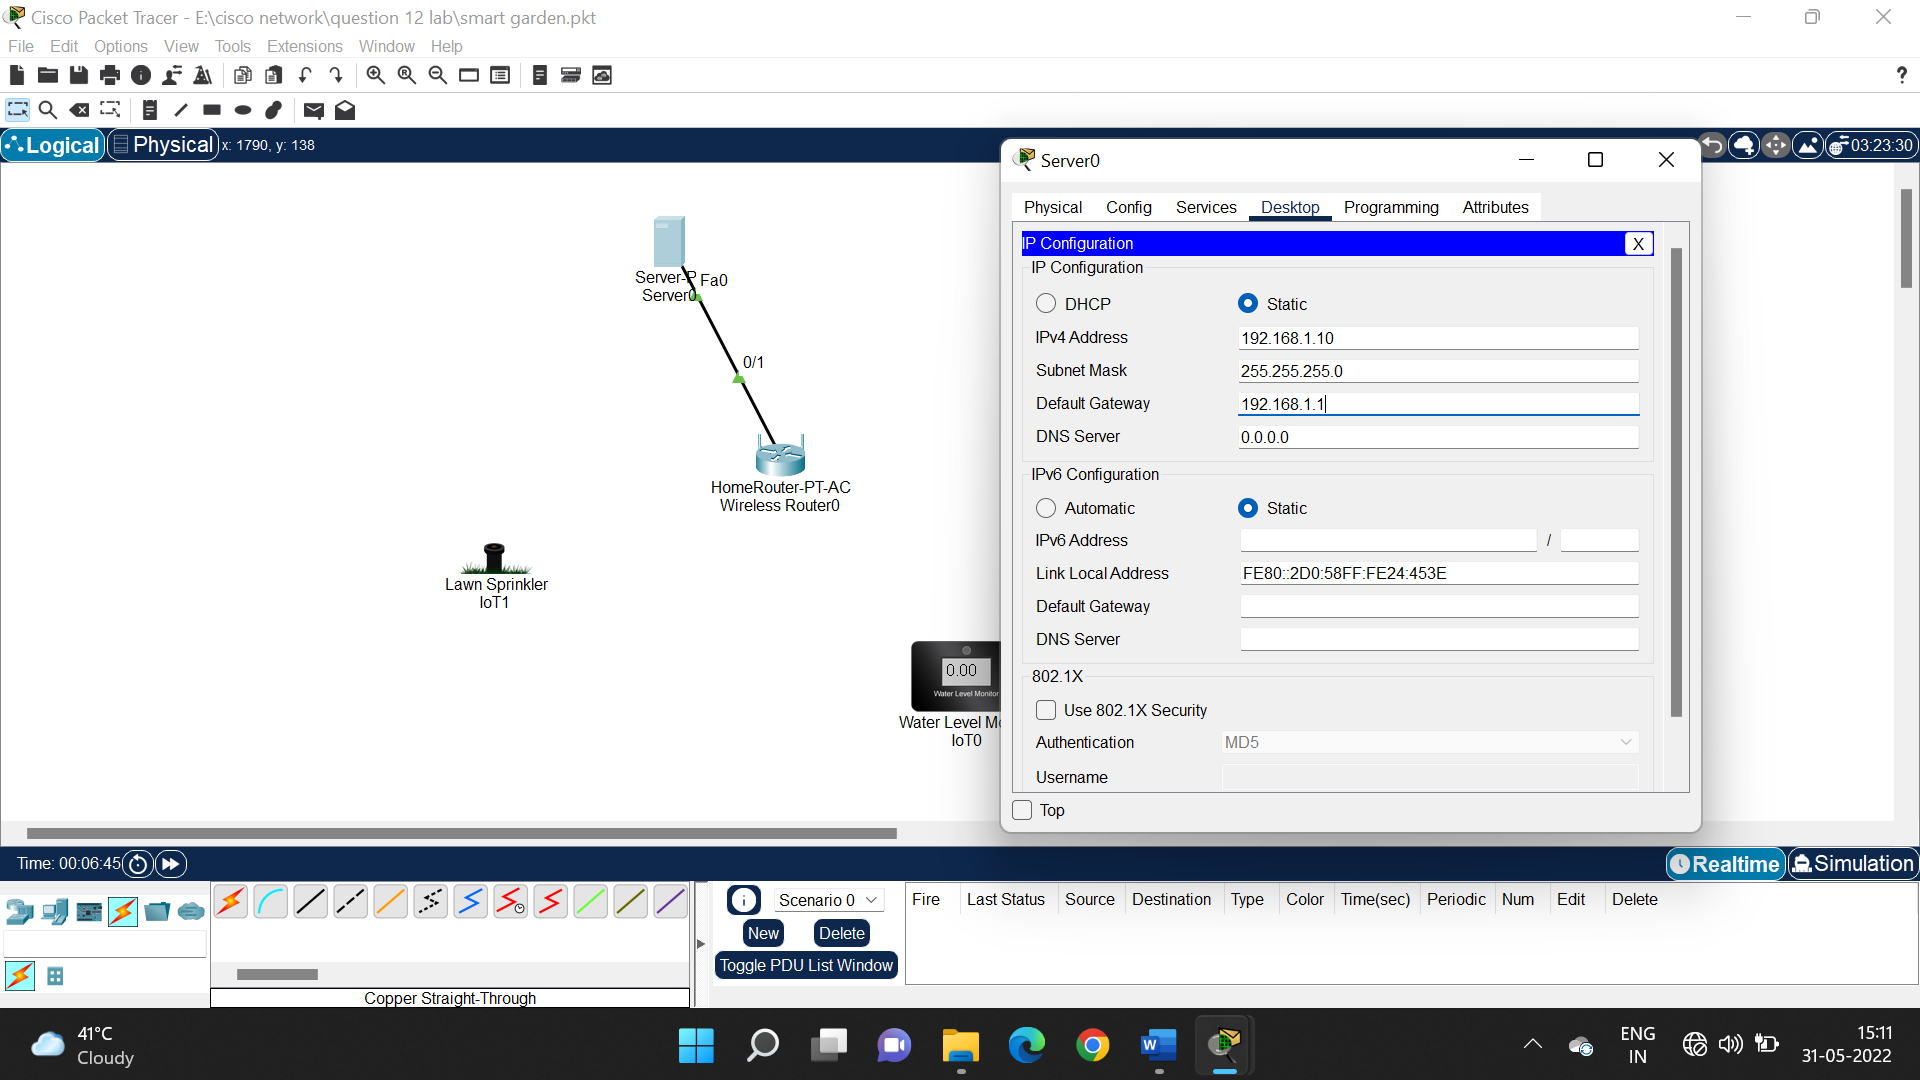 Cisco Packet Tracer - E:\cisco network\question 12 lab\smart garden.pkt
File Edit Options View Tools Extensions Window Help
?
Logical Physical x: 1790, y: 138
03:23:30
Server-P Fa0
Server0
0/1
HomeRouter-PT-AC
Wireless Router0
Lawn Sprinkler
IoT1
0.00
Water Level Monitor
Water Level Mo
IoT0
Server0
Physical Config Services Desktop Programming Attributes
IP Configuration X
IP Configuration
DHCP Static
IPv4 Address 192.168.1.10
Subnet Mask 255.255.255.0
Default Gateway 192.168.1.1
DNS Server 0.0.0.0
IPv6 Configuration
Automatic Static
IPv6 Address /
Link Local Address FE80::2D0:58FF:FE24:453E
Default Gateway
DNS Server
802.1X
Use 802.1X Security
Authentication MD5
Username
Top
Time: 00:06:45
Realtime Simulation
Scenario 0
New Delete
Toggle PDU List Window
Fire Last Status Source Destination Type Color Time(sec) Periodic Num Edit Delete
Copper Straight-Through
41°C
Cloudy
ENG
IN
15:11
31-05-2022